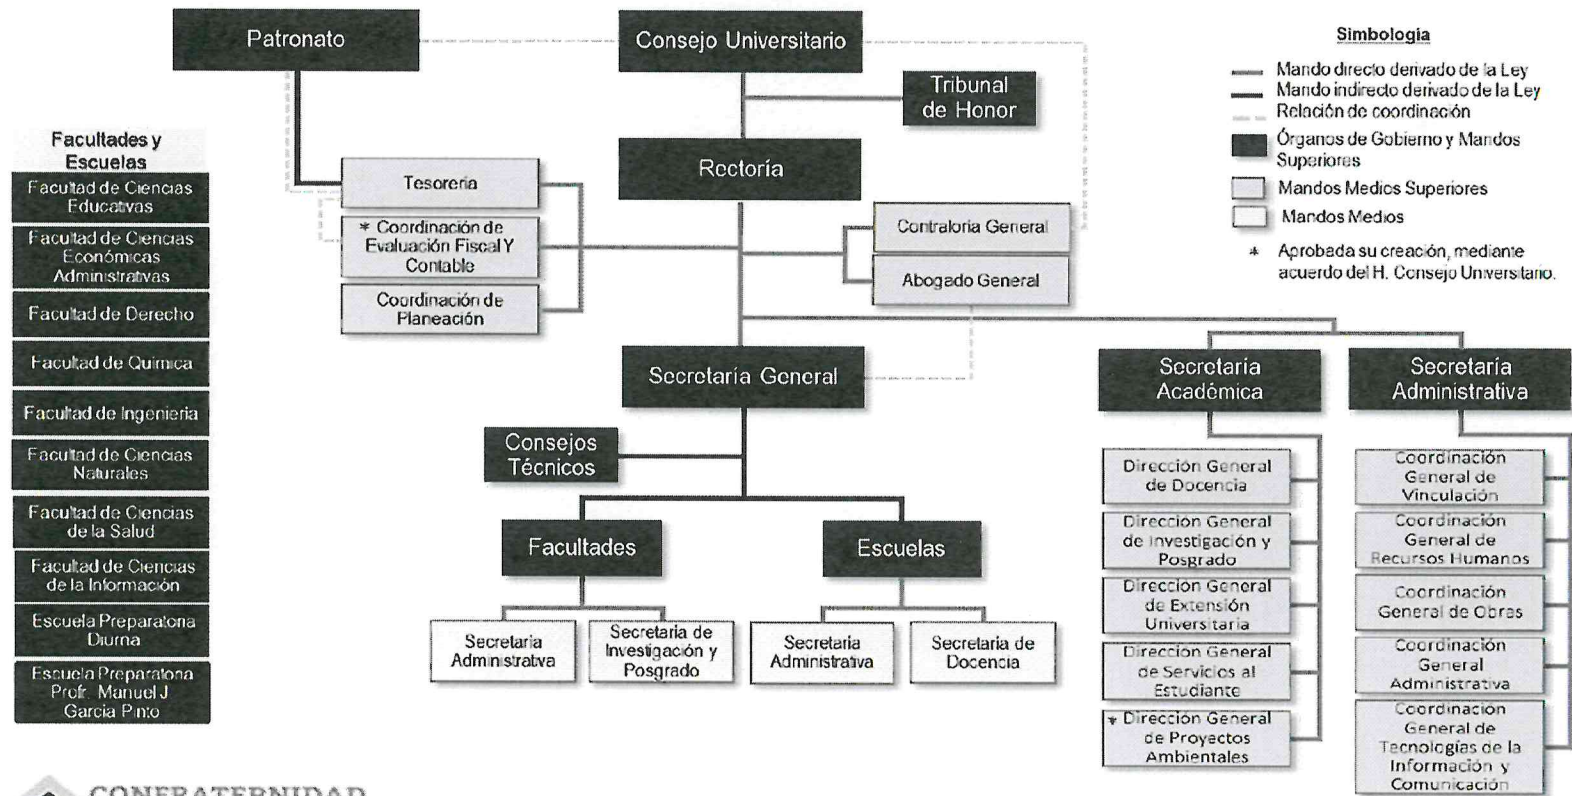 Patronato
Consejo Universitario
Tribunal
de Honor
Rectoría
Simbología
Mando directo derivado de la Ley
Mando indirecto derivado de la Ley
Relación de coordinación
Órganos de Gobierno y Mandos
Superiores
Mandos Medios Superiores
Mandos Medios
* Aprobada su creación, mediante
acuerdo del H. Consejo Universitario.
Facultades y
Escuelas
Facultad de Ciencias
Educativas
Facultad de Ciencias
Económicas
Administrativas
Facultad de Derecho
Facultad de Química
Facultad de Ingeniería
Facultad de Ciencias
Naturales
Facultad de Ciencias
de la Salud
Facultad de Ciencias
de la Información
Escuela Preparatoria
Diurna
Escuela Preparatoria
Profr. Manuel J
García Pinto
Tesorería
* Coordinación de
Evaluación Fiscal Y
Contable
Coordinación de
Planeación
Contraloría General
Abogado General
Secretaría General
Consejos
Técnicos
Facultades
Escuelas
Secretaria
Administrativa
Secretaria de
Investigación y
Posgrado
Secretaria
Administrativa
Secretaria de
Docencia
Secretaría
Académica
Dirección General
de Docencia
Dirección General
de Investigación y
Posgrado
Dirección General
de Extensión
Universitaria
Dirección General
de Servicios al
Estudiante
* Dirección General
de Proyectos
Ambientales
Secretaría
Administrativa
Coordinación
General de
Vinculación
Coordinación
General de
Recursos Humanos
Coordinación
General de Obras
Coordinación
General
Administrativa
Coordinación
General de
Tecnologías de la
Información y
Comunicación
CONFRATERNIDAD